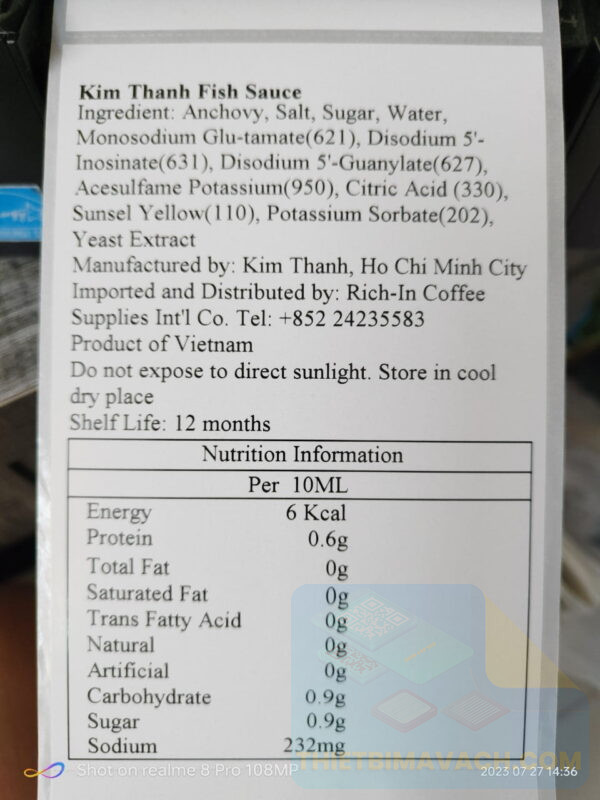 Kim Thanh Fish Sauce
Ingredient: Anchovy, Salt, Sugar, Water,
Monosodium Glu-tamate(621), Disodium 5'-
Inosinate(631), Disodium 5'-Guanylate(627),
Acesulfame Potassium(950), Citric Acid (330),
Sunsel Yellow(110), Potassium Sorbate(202),
Yeast Extract
Manufactured by: Kim Thanh, Ho Chi Minh City
Imported and Distributed by: Rich-In Coffee
Supplies Int'l Co. Tel: +852 24235583
Product of Vietnam
Do not expose to direct sunlight. Store in cool
dry place
Shelf Life: 12 months
Nutrition Information
Per 10ML
Energy 6 Kcal
Protein 0.6g
Total Fat 0g
Saturated Fat 0g
Trans Fatty Acid 0g
Natural 0g
Artificial 0g
Carbohydrate 0.9g
Sugar 0.9g
Sodium 232mg
THIETBIMAVACH.COM
Shot on realme 8 Pro 108MP
2023.07.27 14:36